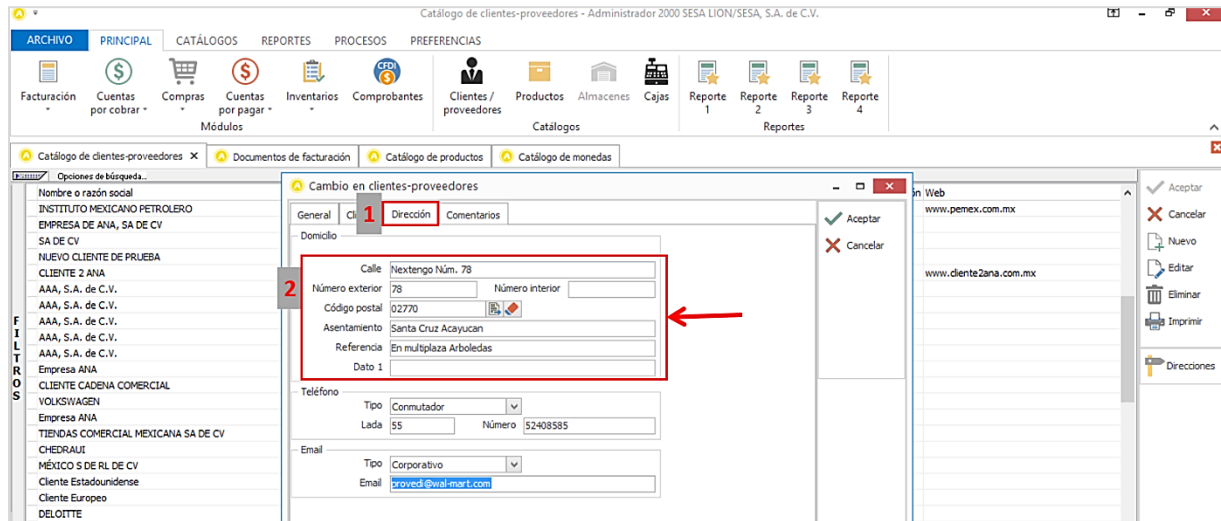 Catálogo de clientes-proveedores - Administrador 2000 SESA LION/SESA, S.A. de C.V.
ARCHIVO PRINCIPAL CATÁLOGOS REPORTES PROCESOS PREFERENCIAS
CFDI
Facturación Cuentas por cobrar Compras Cuentas por pagar Inventarios Comprobantes Clientes / proveedores Productos Almacenes Cajas Reporte 1 Reporte 2 Reporte 3 Reporte 4
Módulos Catálogos Reportes
Catálogo de clientes-proveedores Documentos de facturación Catálogo de productos Catálogo de monedas
Opciones de búsqueda...
FILTROS
Nombre o razón social
INSTITUTO MEXICANO PETROLERO
EMPRESA DE ANA, SA DE CV
SA DE CV
NUEVO CLIENTE DE PRUEBA
CLIENTE 2 ANA
AAA, S.A. de C.V.
AAA, S.A. de C.V.
AAA, S.A. de C.V.
AAA, S.A. de C.V.
AAA, S.A. de C.V.
Empresa ANA
CLIENTE CADENA COMERCIAL
VOLKSWAGEN
Empresa ANA
TIENDAS COMERCIAL MEXICANA SA DE CV
CHEDRAUI
MÉXICO S DE RL DE CV
Cliente Estadounidense
Cliente Europeo
DELOITTE
Cambio en clientes-proveedores
General Cli 1 Dirección Comentarios
Domicilio
2
Calle Nextengo Núm. 78
Número exterior 78 Número interior
Código postal 02770
Asentamiento Santa Cruz Acayucan
Referencia En multiplaza Arboledas
Dato 1
Teléfono
Tipo Conmutador
Lada 55 Número 52408585
Email
Tipo Corporativo
Email provedi@wal-mart.com
Aceptar
Cancelar
ón Web
www.pemex.com.mx
www.cliente2ana.com.mx
Aceptar
Cancelar
Nuevo
Editar
Eliminar
Imprimir
Direcciones